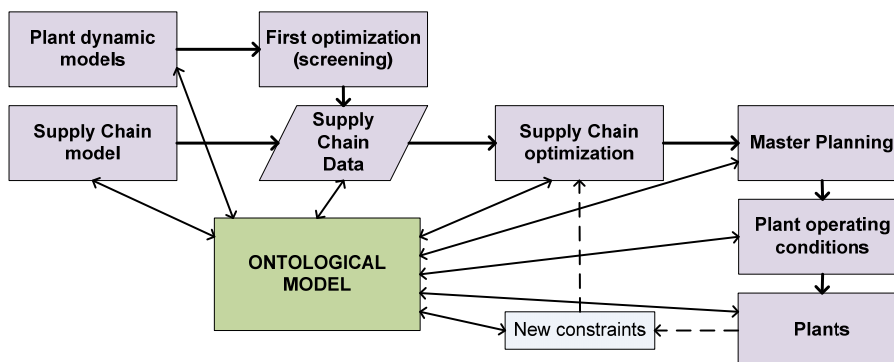 Plant dynamic
models
First optimization
(screening)
Supply Chain
model
Supply
Chain
Data
Supply Chain
optimization
Master Planning
Plant operating
conditions
ONTOLOGICAL
MODEL
New constraints
Plants